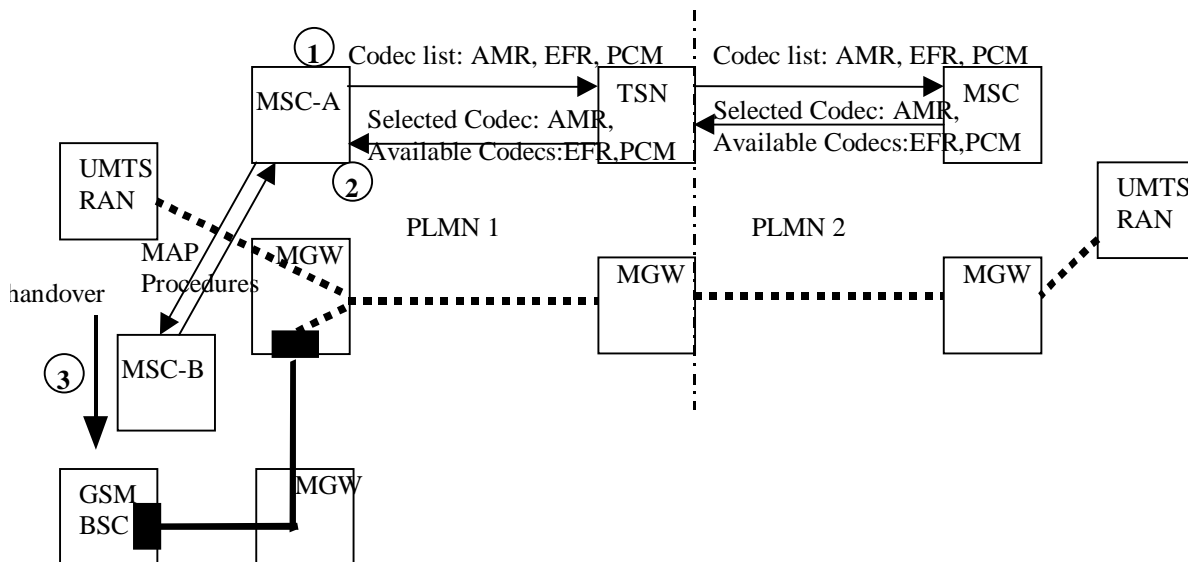 1
Codec list: AMR, EFR, PCM
Codec list: AMR, EFR, PCM
MSC-A
TSN
MSC
Selected Codec: AMR,
Available Codecs:EFR,PCM
Selected Codec: AMR,
Available Codecs:EFR,PCM
2
UMTS
RAN
UMTS
RAN
PLMN 1
PLMN 2
MAP
Procedures
MGW
MGW
MGW
handover
3
MSC-B
GSM
BSC
MGW